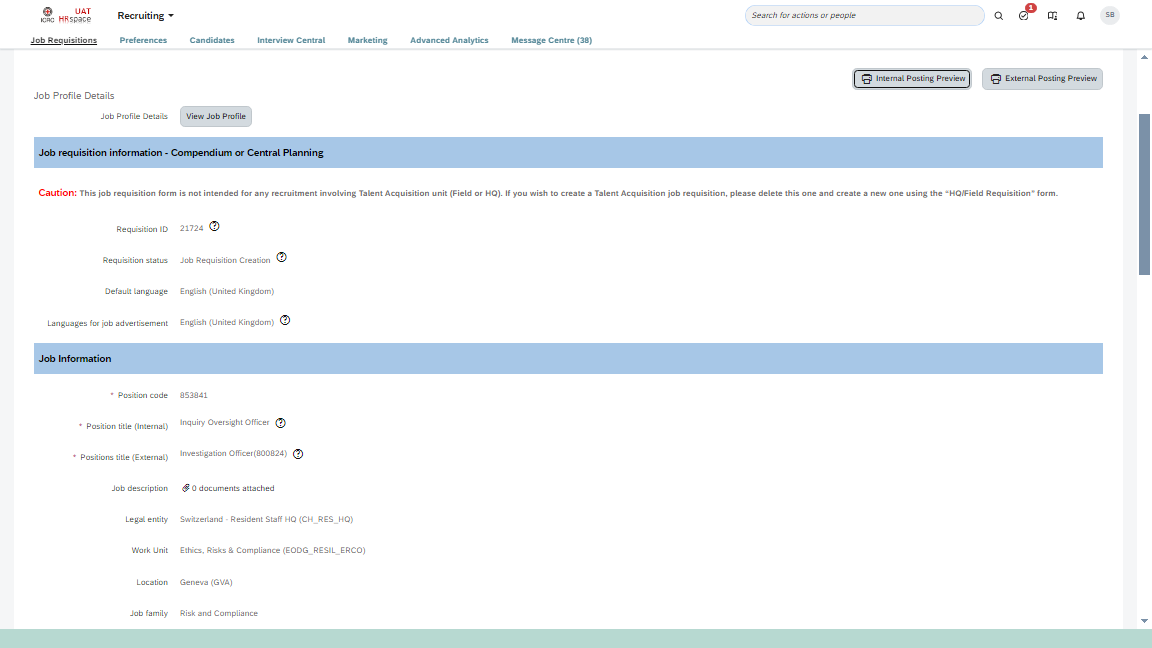 ICRC UAT HRspace Recruiting Search for actions or people 1 SB
Job Requisitions Preferences Candidates Interview Central Marketing Advanced Analytics Message Centre (38)
Internal Posting Preview External Posting Preview
Job Profile Details
Job Profile Details View Job Profile
Job requisition information - Compendium or Central Planning
Caution: This job requisition form is not intended for any recruitment involving Talent Acquisition unit (Field or HQ). If you wish to create a Talent Acquisition job requisition, please delete this one and create a new one using the “HQ/Field Requisition” form.
Requisition ID 21724 ?
Requisition status Job Requisition Creation ?
Default language English (United Kingdom)
Languages for job advertisement English (United Kingdom) ?
Job Information
* Position code 853841
* Position title (Internal) Inquiry Oversight Officer ?
* Positions title (External) Investigation Officer(800824) ?
Job description 0 documents attached
Legal entity Switzerland - Resident Staff HQ (CH_RES_HQ)
Work Unit Ethics, Risks & Compliance (EODG_RESIL_ERCO)
Location Geneva (GVA)
Job family Risk and Compliance